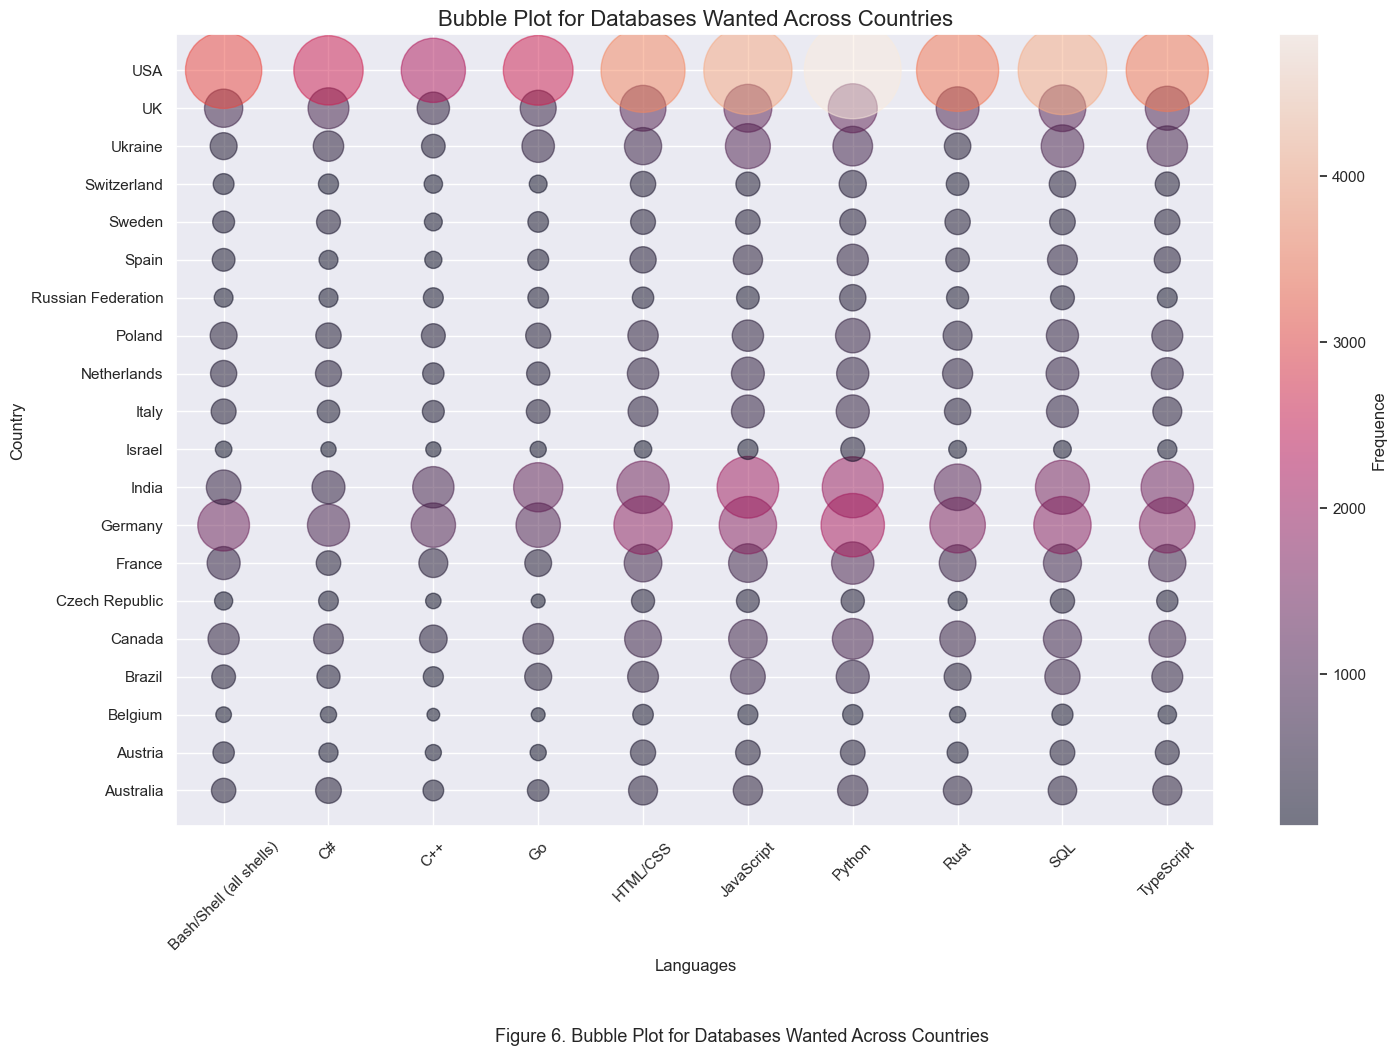 Bubble Plot for Databases Wanted Across Countries
USA
UK
Ukraine
Switzerland
Sweden
Spain
Russian Federation
Poland
Netherlands
Italy
Israel
India
Germany
France
Czech Republic
Canada
Brazil
Belgium
Austria
Australia
Country
Bash/Shell (all shells)
C#
C++
Go
HTML/CSS
JavaScript
Python
Rust
SQL
TypeScript
Languages
4000
3000
2000
1000
Frequence
Figure 6. Bubble Plot for Databases Wanted Across Countries